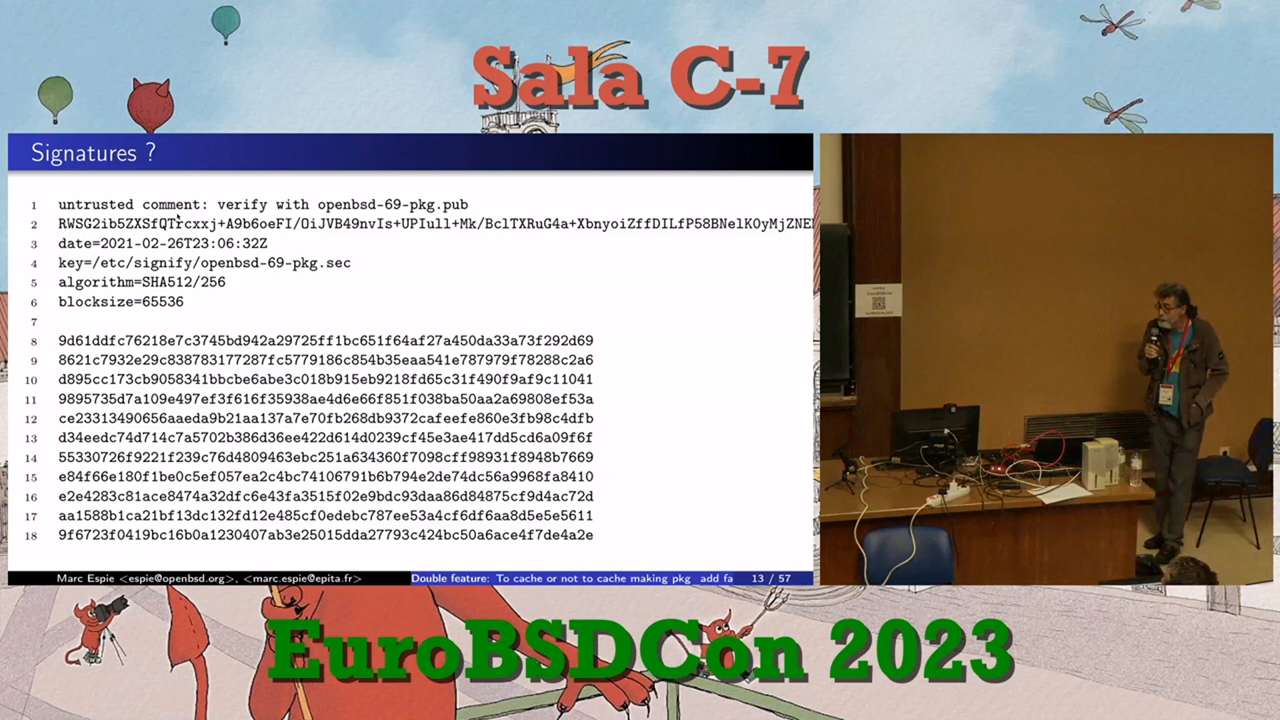 Sala C-7
Signatures ?
1 untrusted comment: verify with openbsd-69-pkg.pub
2 RWSG2ib5ZXSfQTrcxxj+A9b6oeFI/OiJVB49nvIs+UPIull+Mk/BclTXRuG4a+XbnyoiZffDILfP58BNelKOyMjZNE
3 date=2021-02-26T23:06:32Z
4 key=/etc/signify/openbsd-69-pkg.sec
5 algorithm=SHA512/256
6 blocksize=65536
7
8 9d61ddfc76218e7c3745bd942a29725ff1bc651f64af27a450da33a73f292d69
9 8621c7932e29c838783177287fc5779186c854b35eaa541e787979f78288c2a6
10 d895cc173cb9058341bbcbe6abe3c018b915eb9218fd65c31f490f9af9c11041
11 9895735d7a109e497ef3f616f35938ae4d6e66f851f038ba50aa2a69808ef53a
12 ce23313490656aaeda9b21aa137a7e70fb268db9372cafeefe860e3fb98c4dfb
13 d34eedc74d714c7a5702b386d36ee422d614d0239cf45e3ae417dd5cd6a09f6f
14 55330726f9221f239c76d4809463ebc251a634360f7098cff98931f8948b7669
15 e84f66e180f1be0c5ef057ea2c4bc74106791b6b794e2de74dc56a9968fa8410
16 e2e4283c81ace8474a32dfc6e43fa3515f02e9bdc93daa86d84875cf9d4ac72d
17 aa1588b1ca21bf13dc132fd12e485cf0edebc787ee53a4cf6df6aa8d5e5e5611
18 9f6723f0419bc16b0a1230407ab3e25015dda27793c424bc50a6ace4f7de4a2e
Marc Espie <espie@openbsd.org>, <marc.espie@epita.fr> Double feature: To cache or not to cache making pkg_add fa 13 / 57
EuroBSDCon 2023